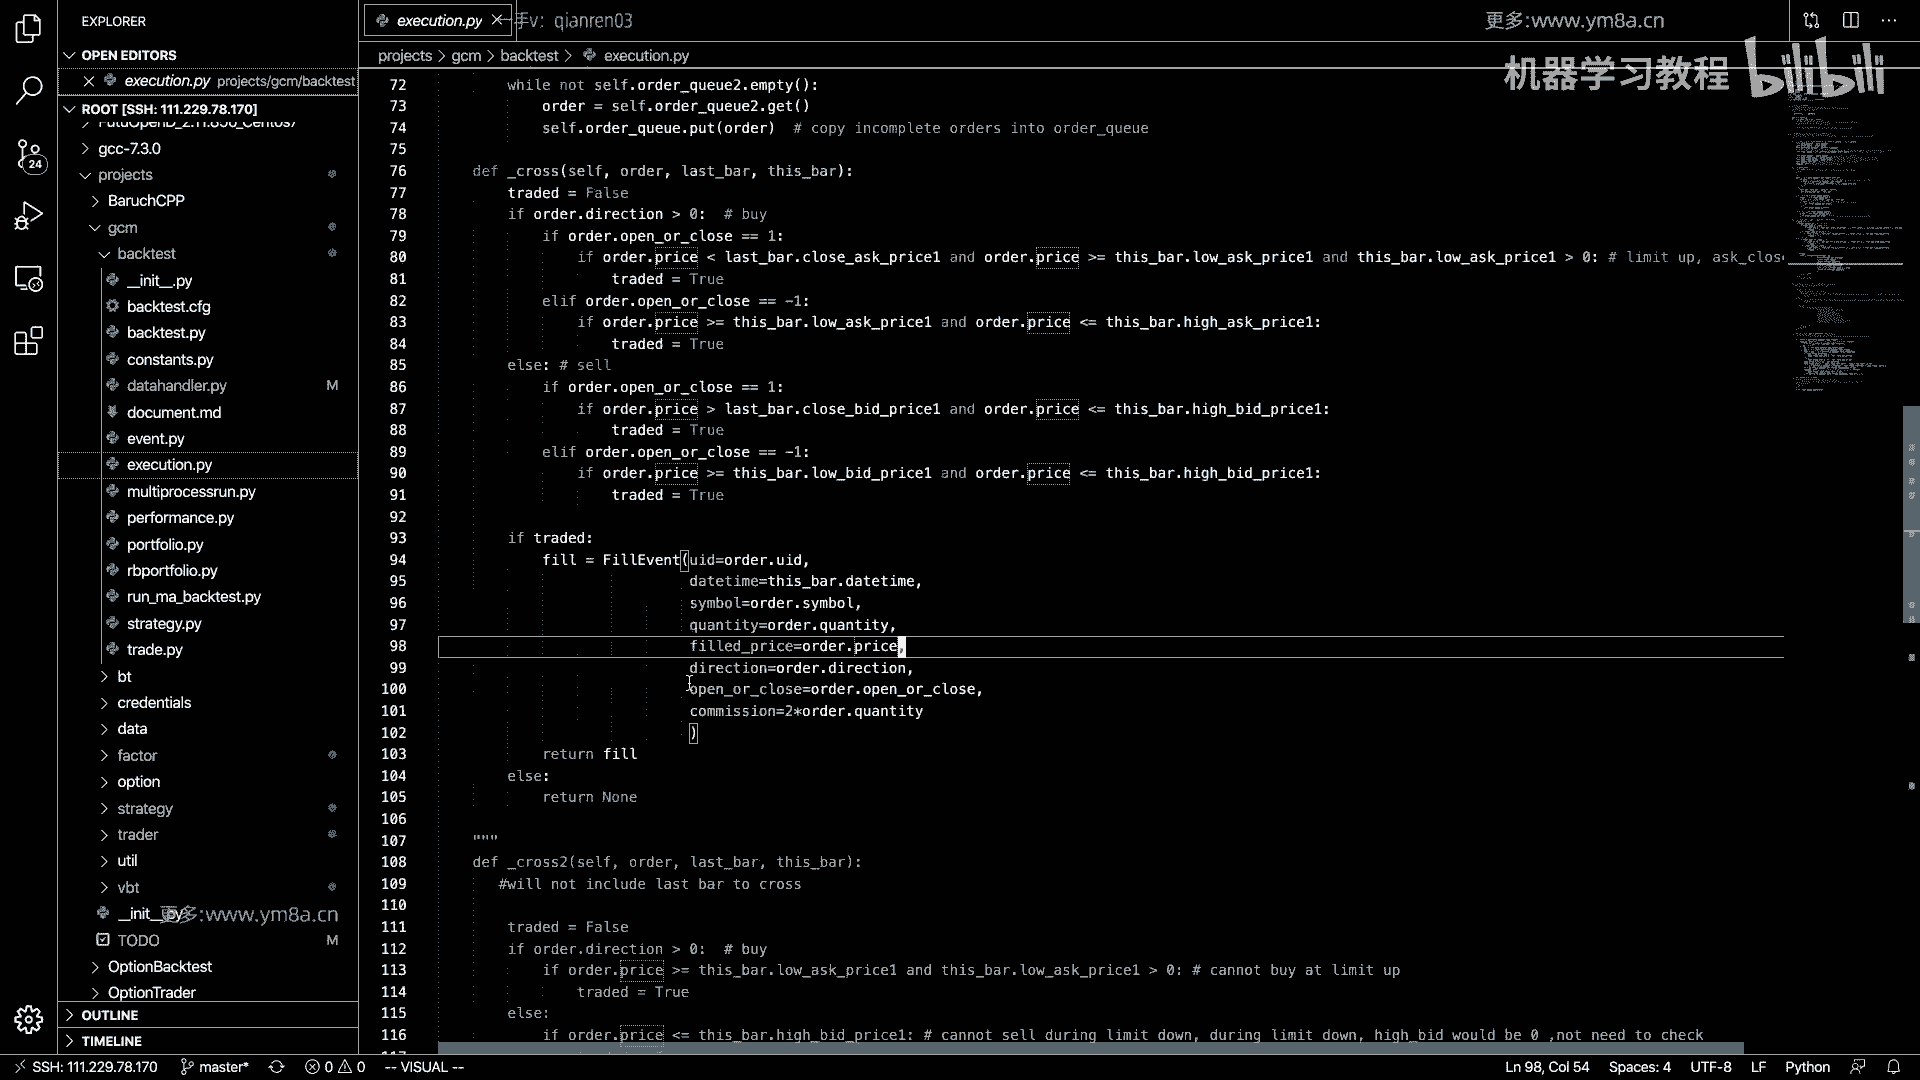 EXPLORER
execution.py
手v: qianren03
更多:www.ym8a.cn
机器学习教程 bilibili
OPEN EDITORS
projects > gcm > backtest > execution.py
execution.py projects/gcm/backtest
ROOT [SSH: 111.229.78.170]
gcc-7.3.0
projects
BaruchCPP
gcm
backtest
__init__.py
backtest.cfg
backtest.py
constants.py
datahandler.py M
document.md
event.py
execution.py
multiprocessrun.py
performance.py
portfolio.py
rbportfolio.py
run_ma_backtest.py
strategy.py
trade.py
bt
credentials
data
factor
option
strategy
trader
util
vbt
__init__.py
更多:www.ym8a.cn
TODO M
OptionBacktest
OptionTrader
OUTLINE
TIMELINE
24
72 while not self.order_queue2.empty():
73 order = self.order_queue2.get()
74 self.order_queue.put(order) # copy incomplete orders into order_queue
75
76 def _cross(self, order, last_bar, this_bar):
77 traded = False
78 if order.direction > 0: # buy
79 if order.open_or_close == 1:
80 if order.price < last_bar.close_ask_price1 and order.price >= this_bar.low_ask_price1 and this_bar.low_ask_price1 > 0: # limit up, ask_clos
81 traded = True
82 elif order.open_or_close == -1:
83 if order.price >= this_bar.low_ask_price1 and order.price <= this_bar.high_ask_price1:
84 traded = True
85 else: # sell
86 if order.open_or_close == 1:
87 if order.price > last_bar.close_bid_price1 and order.price <= this_bar.high_bid_price1:
88 traded = True
89 elif order.open_or_close == -1:
90 if order.price >= this_bar.low_bid_price1 and order.price <= this_bar.high_bid_price1:
91 traded = True
92
93 if traded:
94 fill = FillEvent(uid=order.uid,
95 datetime=this_bar.datetime,
96 symbol=order.symbol,
97 quantity=order.quantity,
98 filled_price=order.price,
99 direction=order.direction,
100 open_or_close=order.open_or_close,
101 commission=2*order.quantity
102 )
103 return fill
104 else:
105 return None
106
107 """
108 def _cross2(self, order, last_bar, this_bar):
109 #will not include last bar to cross
110
111 traded = False
112 if order.direction > 0: # buy
113 if order.price >= this_bar.low_ask_price1 and this_bar.low_ask_price1 > 0: # cannot buy at limit up
114 traded = True
115 else:
116 if order.price <= this_bar.high_bid_price1: # cannot sell during limit down, during limit down, high_bid would be 0 ,not need to check
SSH: 111.229.78.170 master* 0 0 -- VISUAL -- Ln 98, Col 54 Spaces: 4 UTF-8 LF Python